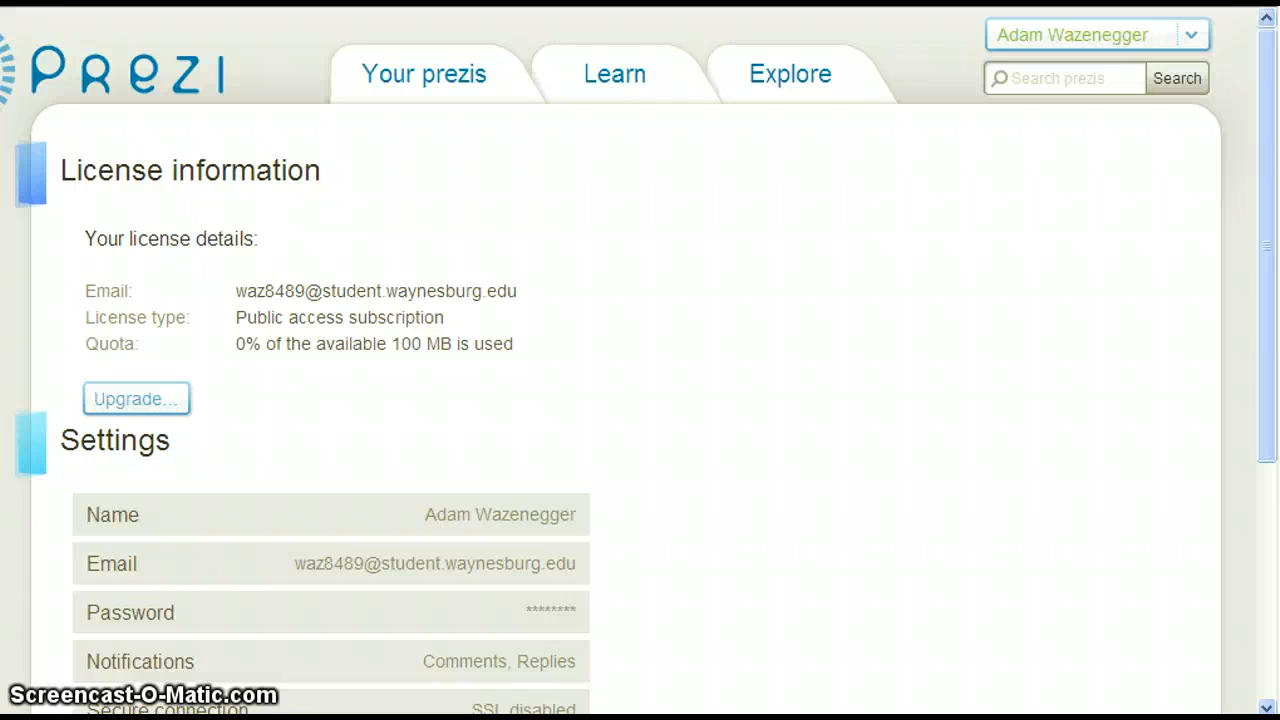 Prezi
Your prezis
Learn
Explore
Adam Wazenegger
Search prezis
Search
License information
Your license details:
Email: waz8489@student.waynesburg.edu
License type: Public access subscription
Quota: 0% of the available 100 MB is used
Upgrade...
Settings
Name Adam Wazenegger
Email waz8489@student.waynesburg.edu
Password ********
Notifications Comments, Replies
Secure connection SSL disabled
Screencast-O-Matic.com